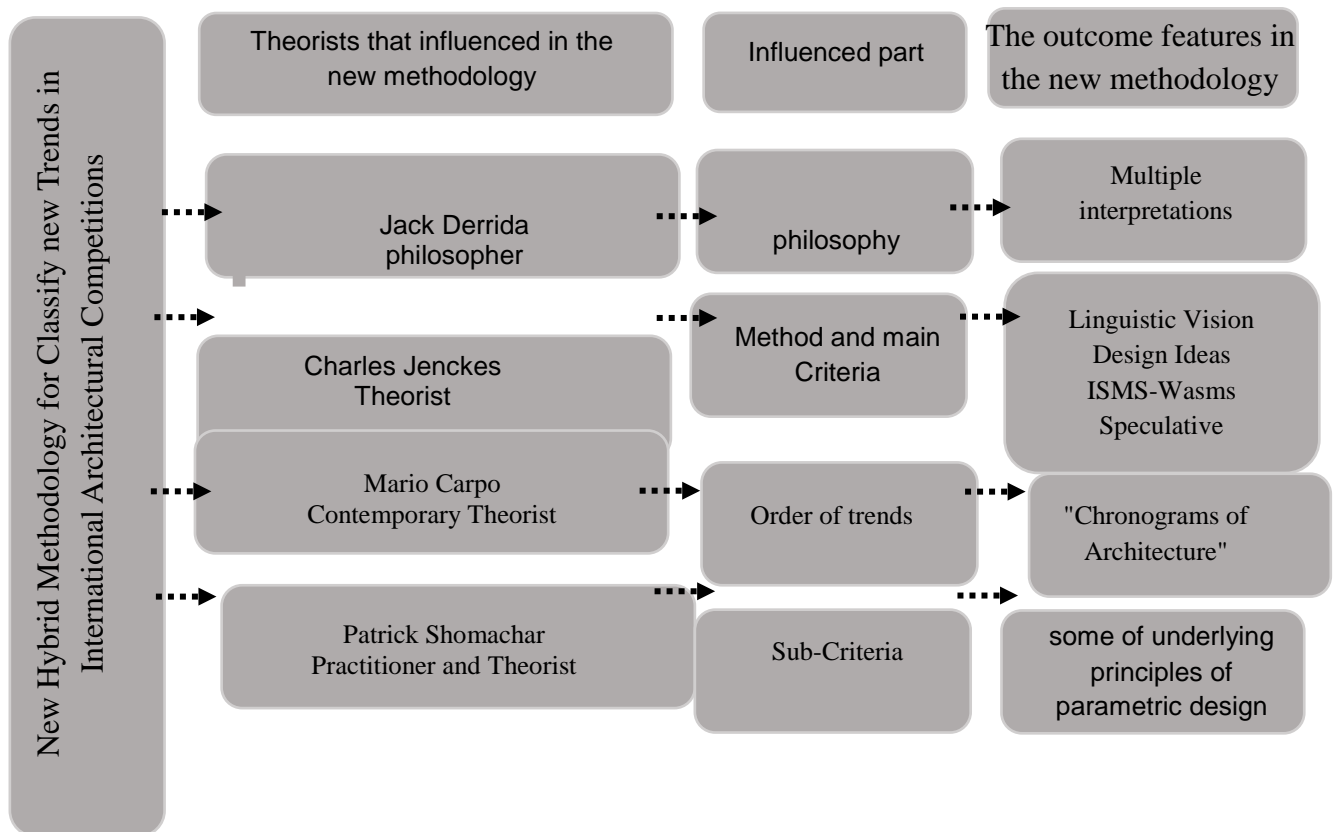 New Hybrid Methodology for Classify new Trends in
International Architectural Competitions
Theorists that influenced in the
new methodology
Influenced part
The outcome features in
the new methodology
Jack Derrida
philosopher
philosophy
Multiple
interpretations
Charles Jenckes
Theorist
Method and main
Criteria
Linguistic Vision
Design Ideas
ISMS-Wasms
Speculative
Mario Carpo
Contemporary Theorist
Order of trends
"Chronograms of
Architecture"
Patrick Shomachar
Practitioner and Theorist
Sub-Criteria
some of underlying
principles of
parametric design